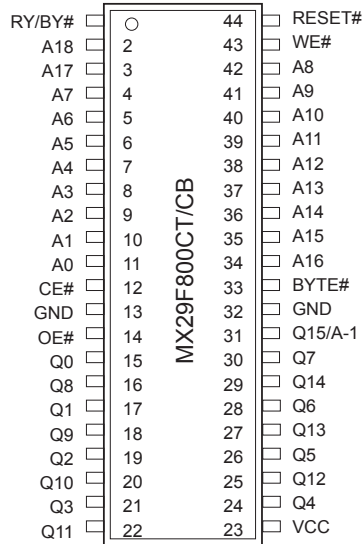 RY/BY# 44 RESET#
A18 2 43 WE#
A17 3 42 A8
A7 4 41 A9
A6 5 40 A10
A5 6 39 A11
A4 7 38 A12
A3 8 37 A13
A2 9 36 A14
A1 10 35 A15
A0 11 34 A16
CE# 12 33 BYTE#
GND 13 32 GND
OE# 14 31 Q15/A-1
Q0 15 30 Q7
Q8 16 29 Q14
Q1 17 28 Q6
Q9 18 27 Q13
Q2 19 26 Q5
Q10 20 25 Q12
Q3 21 24 Q4
Q11 22 23 VCC
MX29F800CT/CB